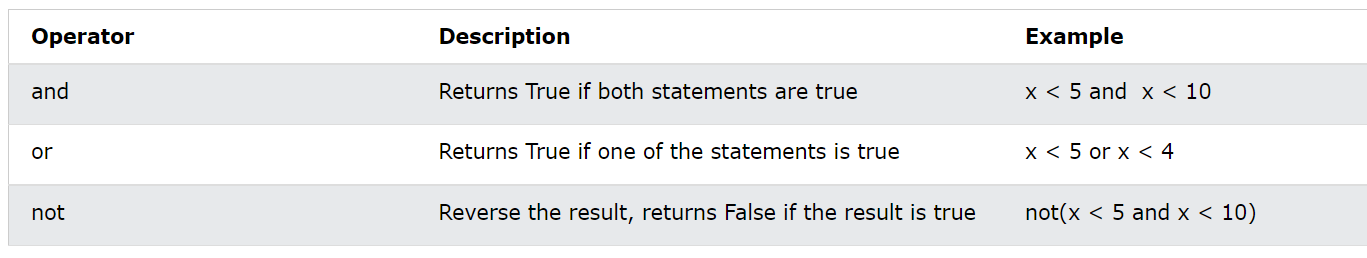 Operator Description Example
and Returns True if both statements are true x < 5 and  x < 10
or Returns True if one of the statements is true x < 5 or x < 4
not Reverse the result, returns False if the result is true not(x < 5 and x < 10)